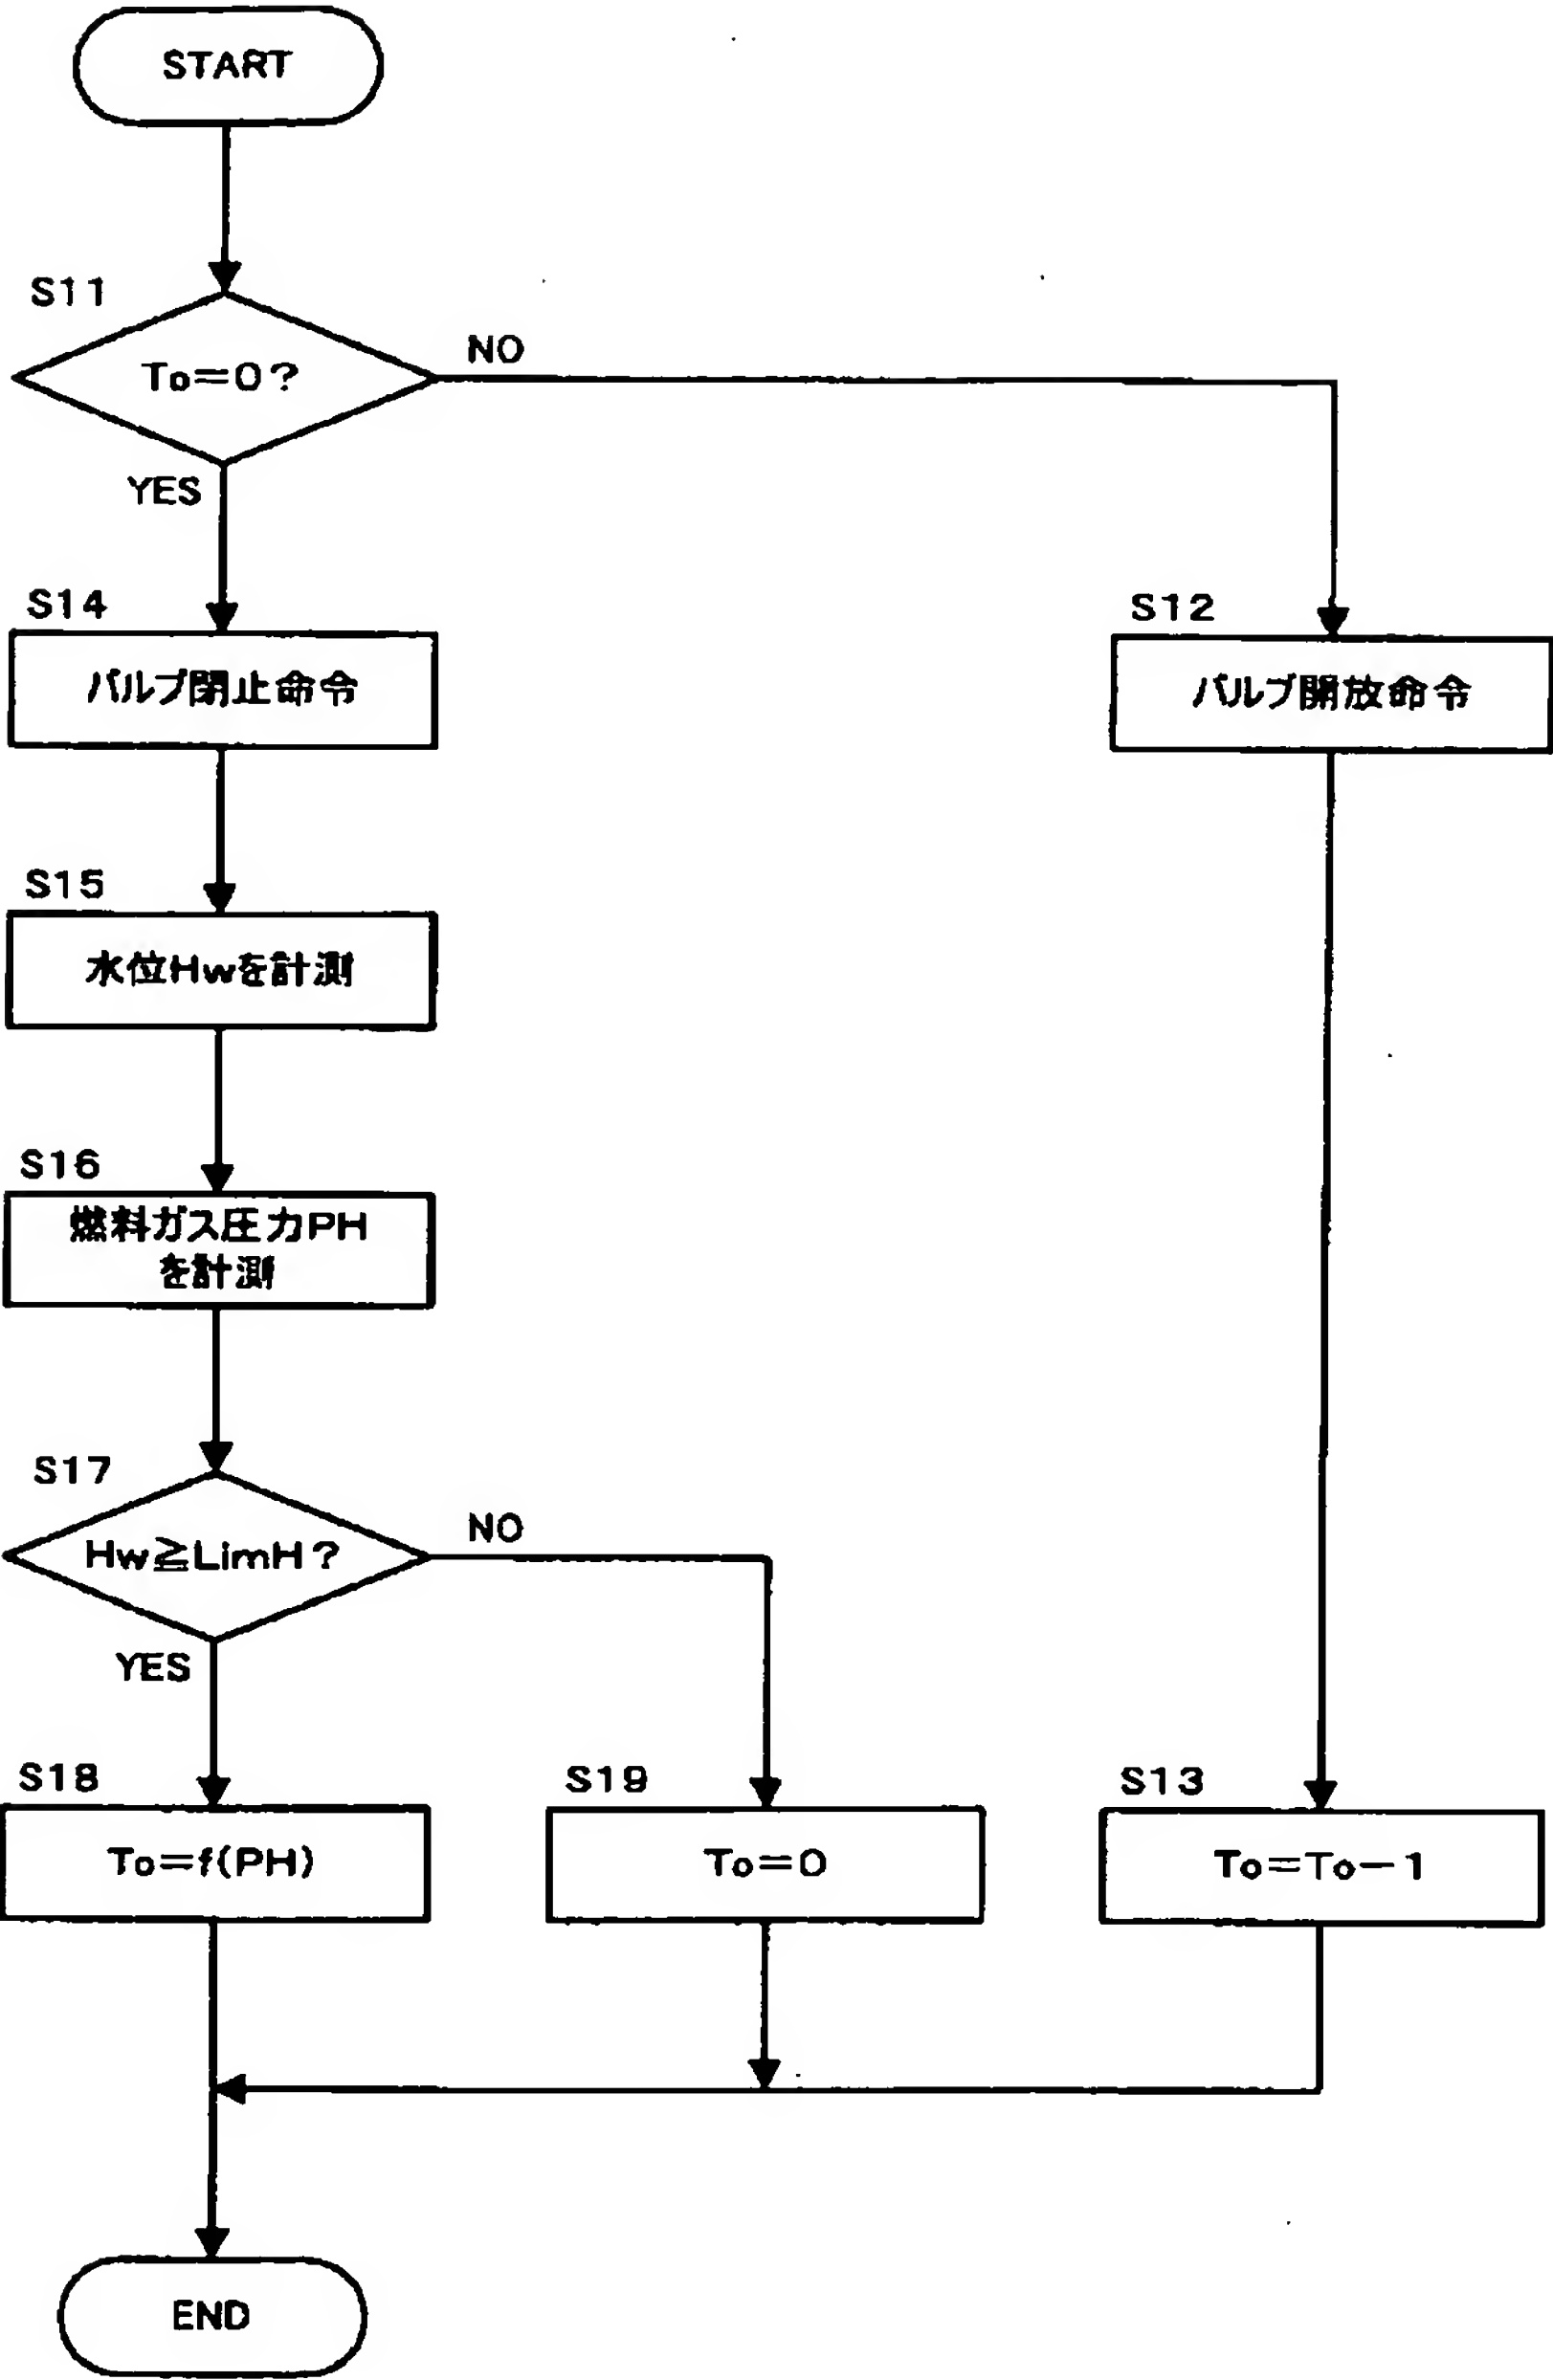 START
S11
To=0?
NO
YES
S14
バルブ閉止命令
S12
バルブ開放命令
S15
水位Hwを計測
S16
燃料ガス圧力PH
を計測
S17
Hw≧LimH?
NO
YES
S18
To=f(PH)
S19
To=0
S13
To=To-1
END